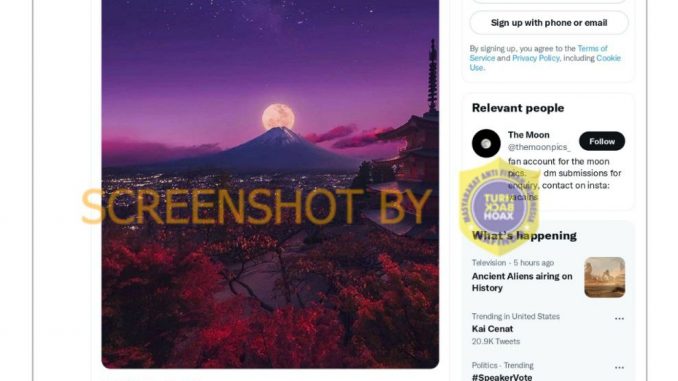 Sign up with phone or email
By signing up, you agree to the Terms of
Service and Privacy Policy, including Cookie
Use.
Relevant people
The Moon
@themoonpics_
Follow
fan account for the moon
pics. dm submissions for
enquiry, contact on insta:
SCREENSHOT BY
MASYARAKAT ANTI FITNAH
TURN
BACK
HOAX
What's happening
Television · 5 hours ago
Ancient Aliens airing on
History
Trending in United States
Kai Cenat
20.9K Tweets
Politics · Trending
#SpeakerVote